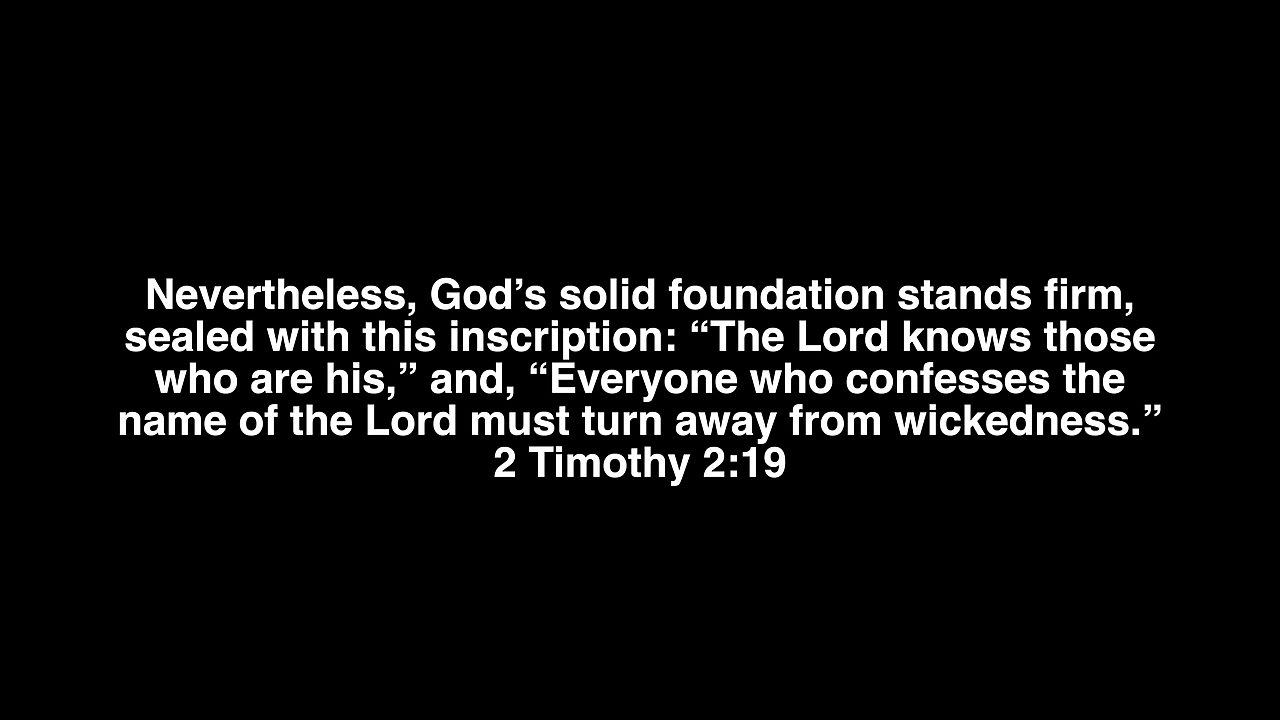 Nevertheless, God’s solid foundation stands firm,
sealed with this inscription: “The Lord knows those
who are his,” and, “Everyone who confesses the
name of the Lord must turn away from wickedness.”
2 Timothy 2:19